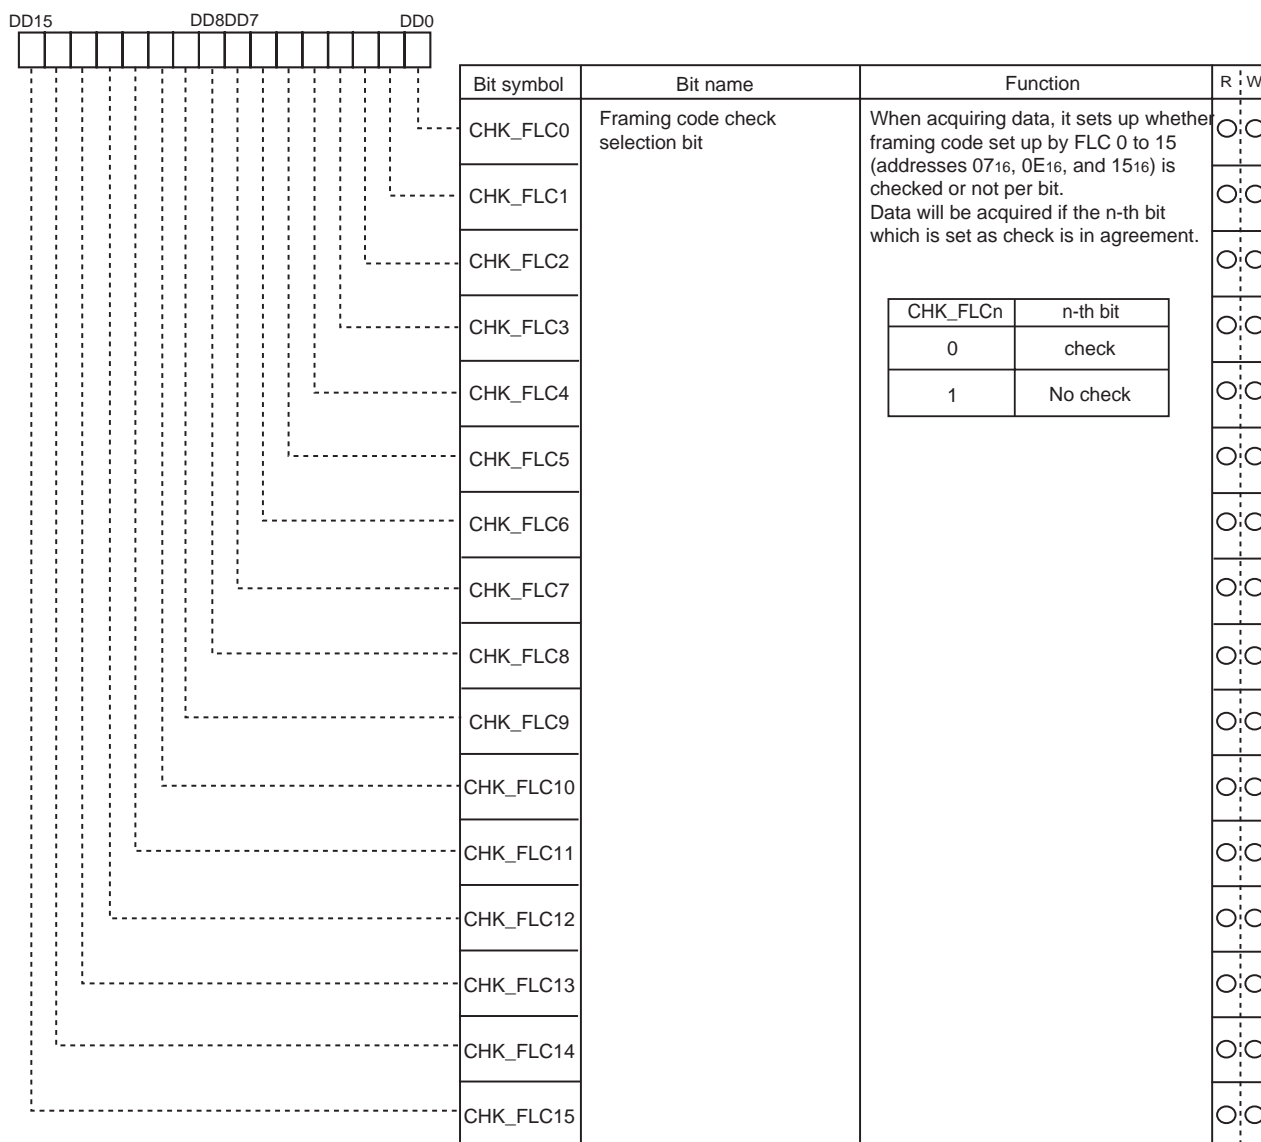 DD15 DD8DD7 DD0
Bit symbol Bit name Function R W
CHK_FLC0 Framing code check selection bit
When acquiring data, it sets up whether
framing code set up by FLC 0 to 15
(addresses 0716, 0E16, and 1516) is
checked or not per bit.
Data will be acquired if the n-th bit
which is set as check is in agreement.
CHK_FLCn n-th bit
0 check
1 No check
CHK_FLC1
CHK_FLC2
CHK_FLC3
CHK_FLC4
CHK_FLC5
CHK_FLC6
CHK_FLC7
CHK_FLC8
CHK_FLC9
CHK_FLC10
CHK_FLC11
CHK_FLC12
CHK_FLC13
CHK_FLC14
CHK_FLC15